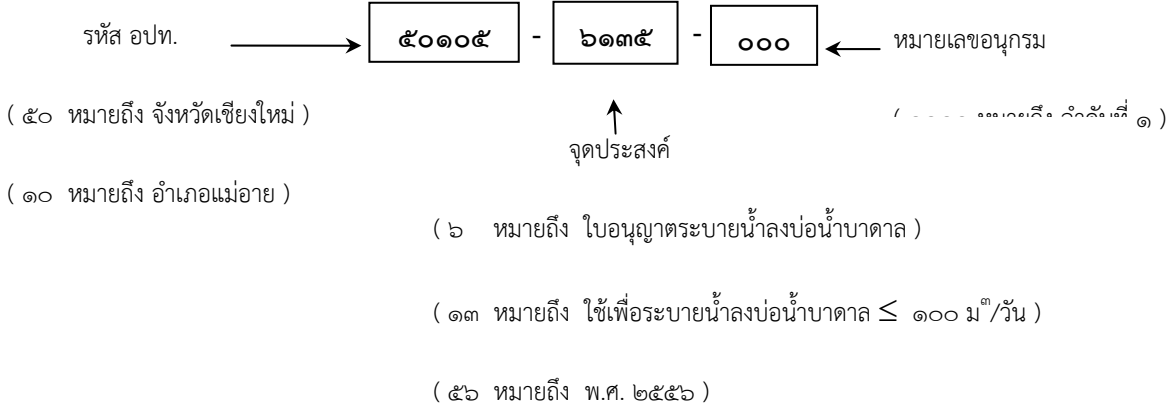 รหัส อปท. ๕๐๑๐๕ - ๖๑๓๕ - ๐๐๐ หมายเลขอนุกรม
( ๕๐ หมายถึง จังหวัดเชียงใหม่ )
จุดประสงค์
( ๑๐ หมายถึง อำเภอแม่อาย )
( ๖ หมายถึง ใบอนุญาตระบายน้ำลงบ่อน้ำบาดาล )
( ๑๓ หมายถึง ใช้เพื่อระบายน้ำลงบ่อน้ำบาดาล ≤ ๑๐๐ ม๓/วัน )
( ๕๖ หมายถึง พ.ศ. ๒๕๕๖ )